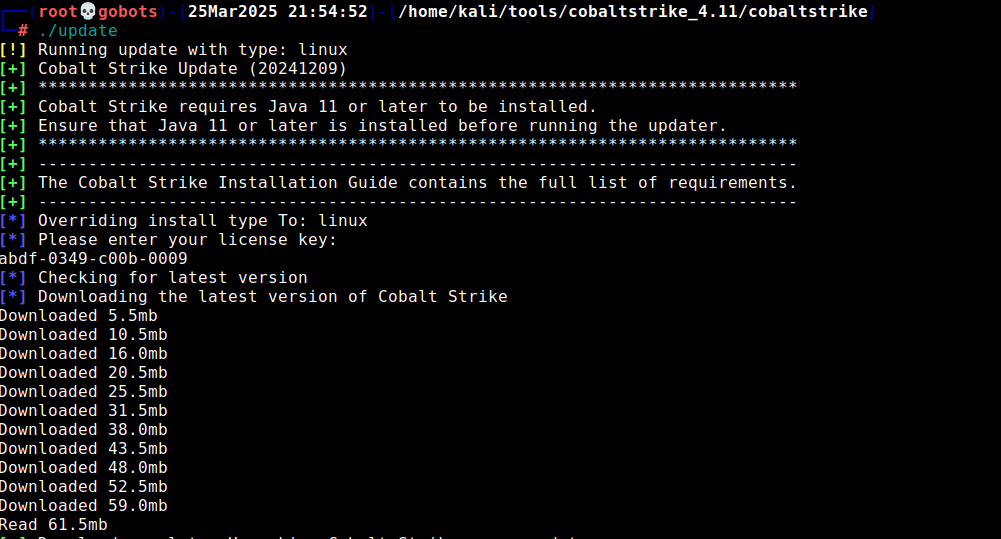 (root💀gobots)-[25Mar2025 21:54:52]-[/home/kali/tools/cobaltstrike_4.11/cobaltstrike]
# ./update
[!] Running update with type: linux
[+] Cobalt Strike Update (20241209)
[+] ****************************************************************************
[+] Cobalt Strike requires Java 11 or later to be installed.
[+] Ensure that Java 11 or later is installed before running the updater.
[+] ****************************************************************************
[+] ----------------------------------------------------------------------------
[+] The Cobalt Strike Installation Guide contains the full list of requirements.
[+] ----------------------------------------------------------------------------
[*] Overriding install type To: linux
[*] Please enter your license key:
abdf-0349-c00b-0009
[*] Checking for latest version
[*] Downloading the latest version of Cobalt Strike
Downloaded 5.5mb
Downloaded 10.5mb
Downloaded 16.0mb
Downloaded 20.5mb
Downloaded 25.5mb
Downloaded 31.5mb
Downloaded 38.0mb
Downloaded 43.5mb
Downloaded 48.0mb
Downloaded 52.5mb
Downloaded 59.0mb
Read 61.5mb